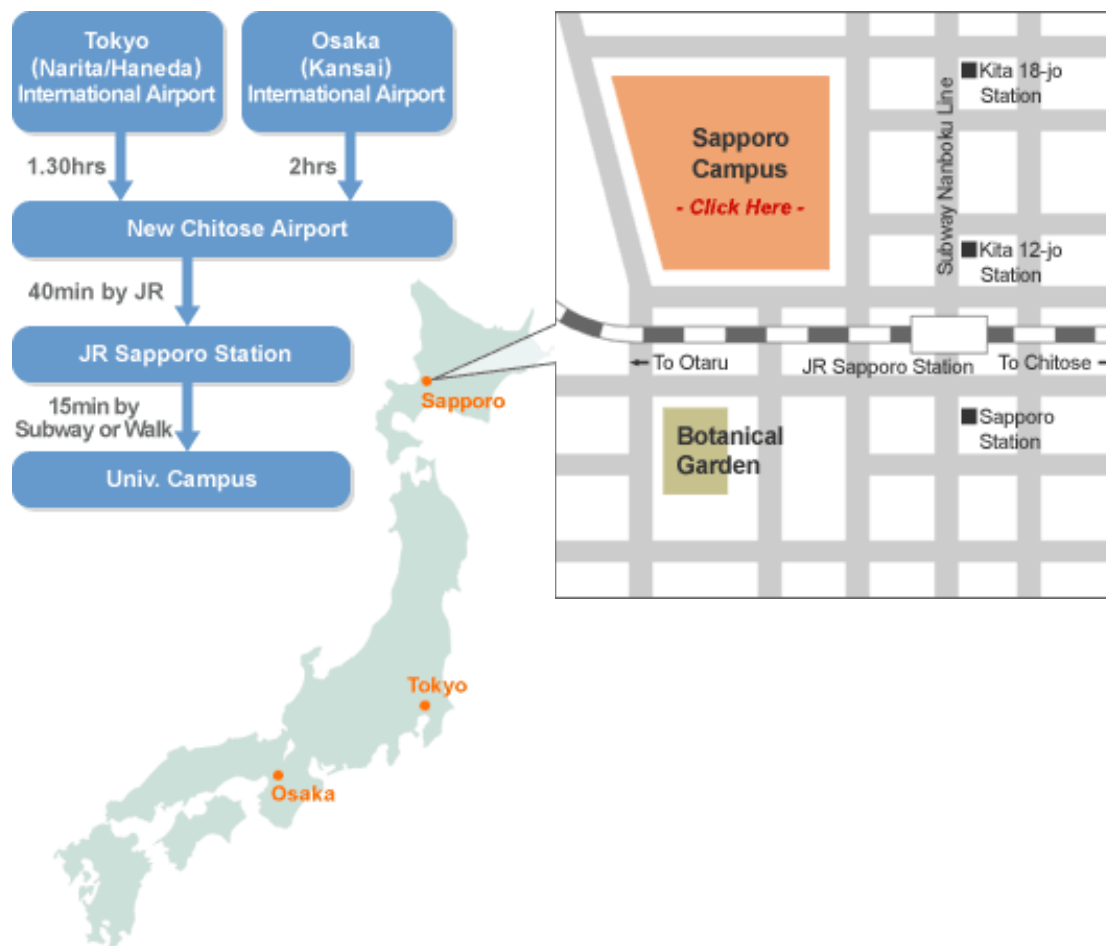 Tokyo
(Narita/Haneda)
International Airport
Osaka
(Kansai)
International Airport
1.30hrs
2hrs
New Chitose Airport
40min by JR
JR Sapporo Station
15min by
Subway or Walk
Univ. Campus
Sapporo
Tokyo
Osaka
Sapporo
Campus
- Click Here -
Subway Nanboku Line
Kita 18-jo
Station
Kita 12-jo
Station
To Otaru
JR Sapporo Station
To Chitose
Sapporo
Station
Botanical
Garden